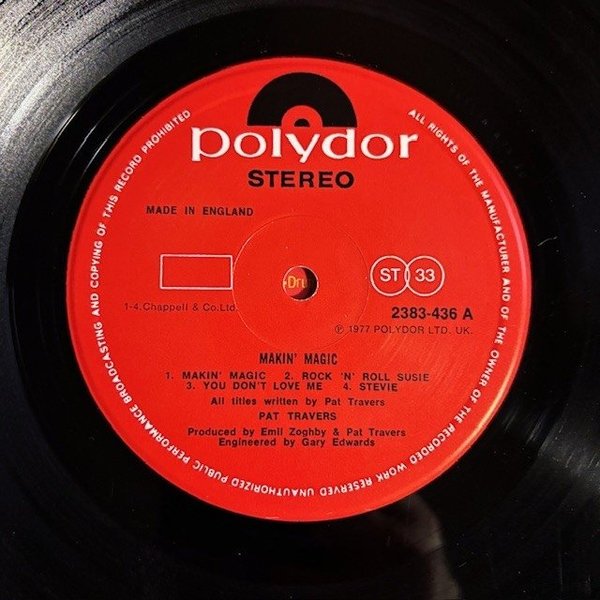 polydor
STEREO
MADE IN ENGLAND
1-4. Chappell & Co. Ltd.
ST 33
2383-436 A
℗ 1977 POLYDOR LTD. UK.
Dru
MAKIN' MAGIC
1. MAKIN' MAGIC 2. ROCK 'N' ROLL SUSIE
3. YOU DON'T LOVE ME 4. STEVIE
All titles written by Pat Travers
PAT TRAVERS
Produced by Emil Zoghby & Pat Travers
Engineered by Gary Edwards
ALL RIGHTS OF THE MANUFACTURER AND OF THE OWNER OF THE RECORDED WORK RESERVED UNAUTHORIZED PUBLIC PERFORMANCE BROADCASTING AND COPYING OF THIS RECORD PROHIBITED